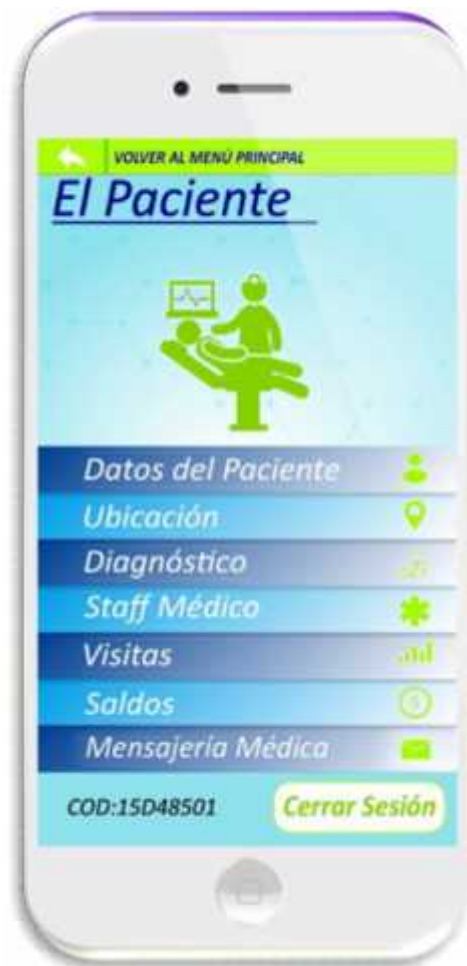 VOLVER AL MENÚ PRINCIPAL
El Paciente
Datos del Paciente
Ubicación
Diagnóstico
Staff Médico
Visitas
Saldos
Mensajería Médica
COD:15D48501
Cerrar Sesión